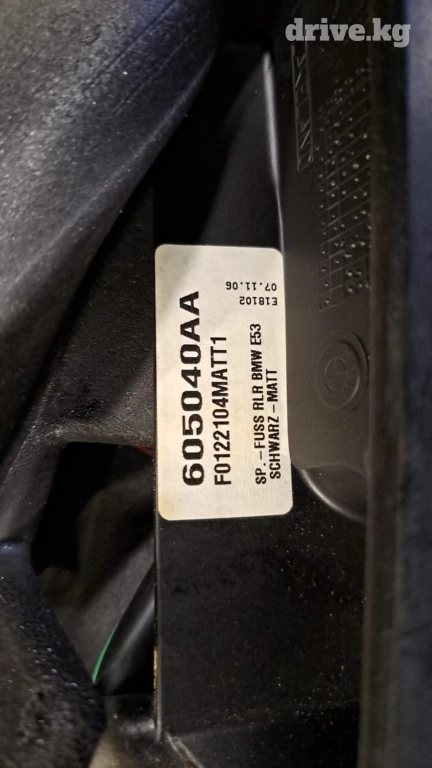 drive.kg
605040AA
F0122104MATT1
SP.-FUSS RLR BMW E53
SCHWARZ-MATT
E18102
07.11.06